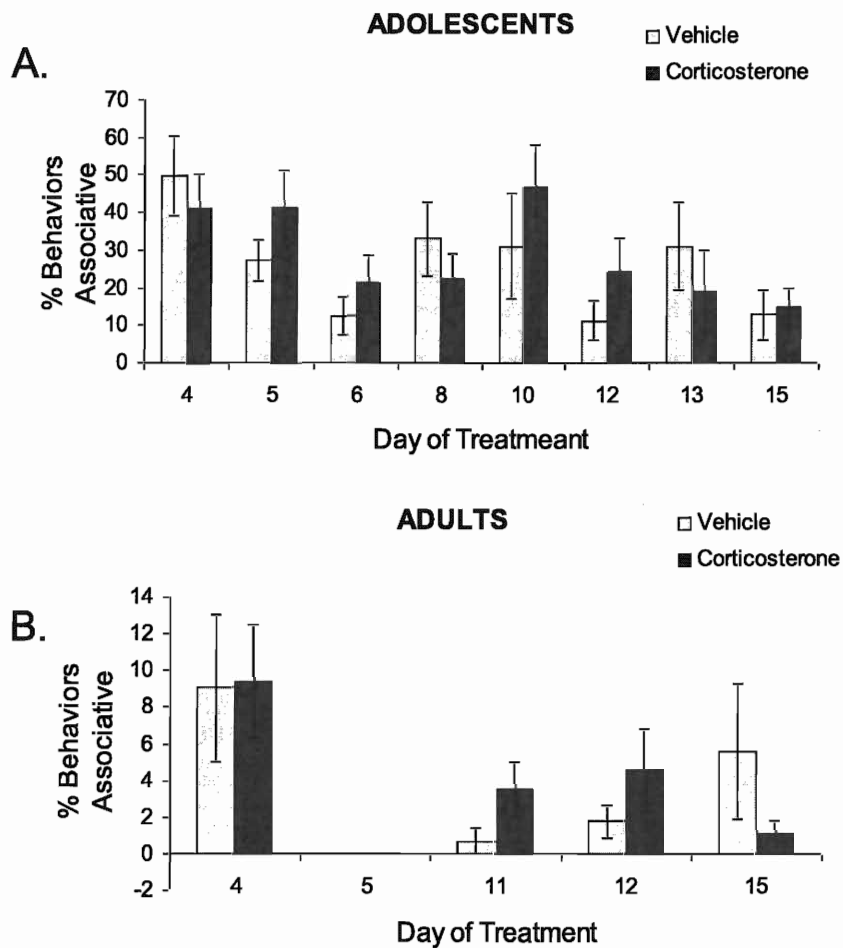 ADOLESCENTS
Vehicle
Corticosterone
A.
% Behaviors
Associative
70
60
50
40
30
20
10
0
4 5 6 8 10 12 13 15
Day of Treatmeant
ADULTS
Vehicle
Corticosterone
B.
% Behaviors
Associative
14
12
10
8
6
4
2
0
-2
4 5 11 12 15
Day of Treatment